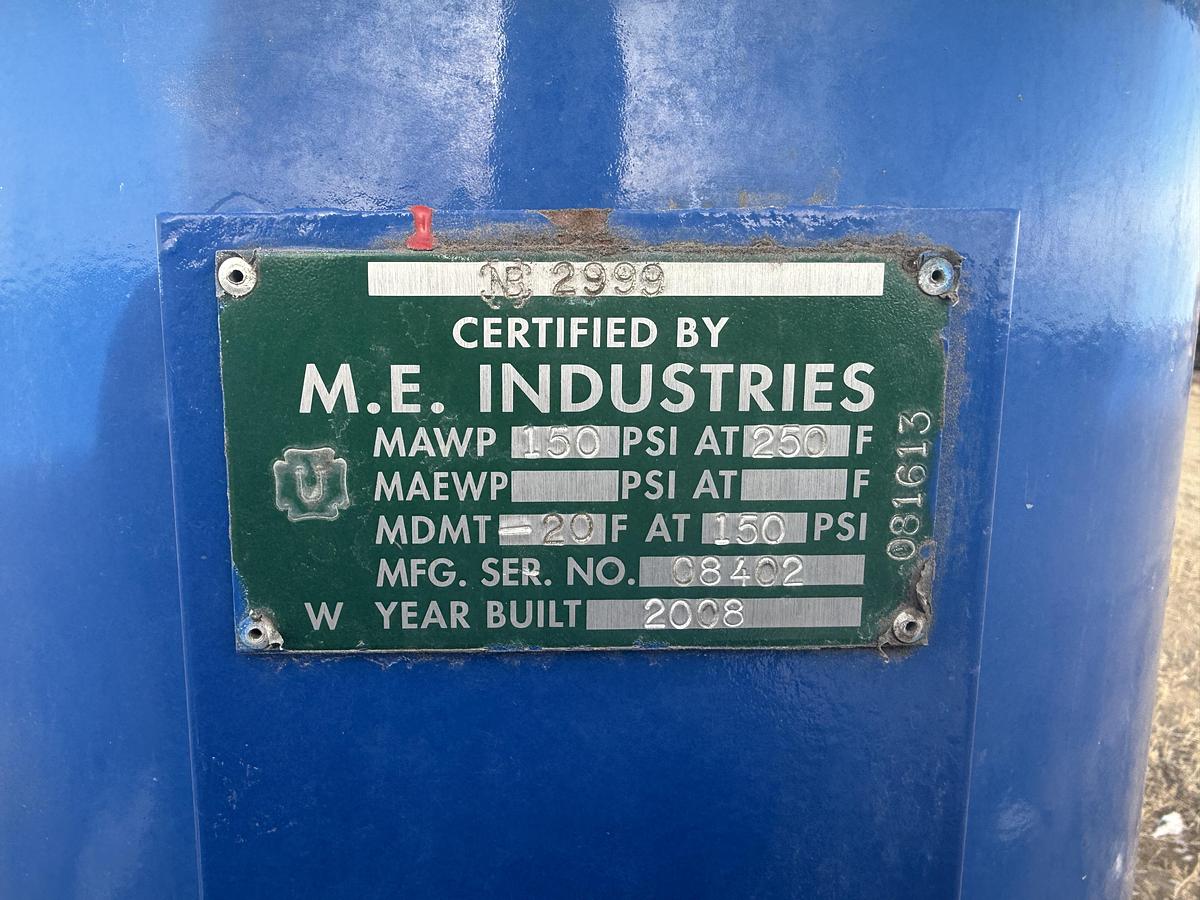 NB 2999
CERTIFIED BY
M.E. INDUSTRIES
MAWP 150 PSI AT 250 F
U
MAEWP PSI AT F
MDMT -20 F AT 150 PSI
MFG. SER. NO. 08402
W YEAR BUILT 2008
081613